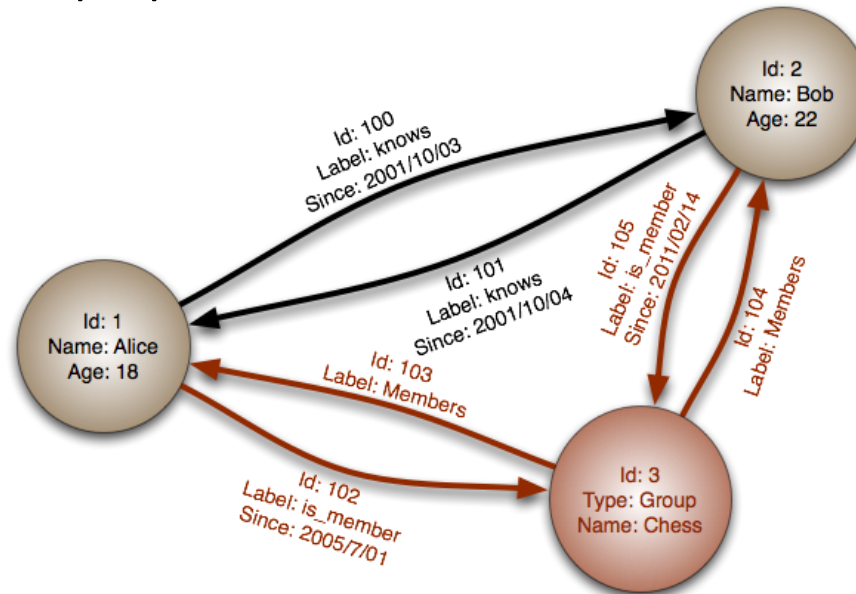 Id: 2
Name: Bob
Age: 22
Id: 100
Label: knows
Since: 2001/10/03
Id: 101
Label: knows
Since: 2001/10/04
Id: 105
Label: is_member
Since: 2011/02/14
Id: 104
Label: Members
Id: 1
Name: Alice
Age: 18
Id: 103
Label: Members
Id: 102
Label: is_member
Since: 2005/7/01
Id: 3
Type: Group
Name: Chess